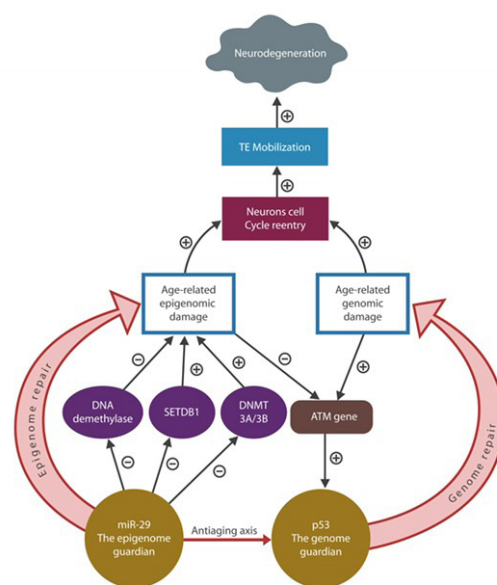 Neurodegeneration
⊕
TE Mobilization
⊕
Neurons cell
Cycle reentry
⊕
⊕
Age-related
epigenomic
damage
Age-related
genomic
damage
Epigenome repair
Genome repair
⊖
⊕
⊕
⊖
⊕
DNA
demethylase
SETDB1
DNMT
3A/3B
ATM gene
⊖
⊖
⊖
⊕
miR-29
The epigenome
guardian
Antiaging axis
p53
The genome
guardian